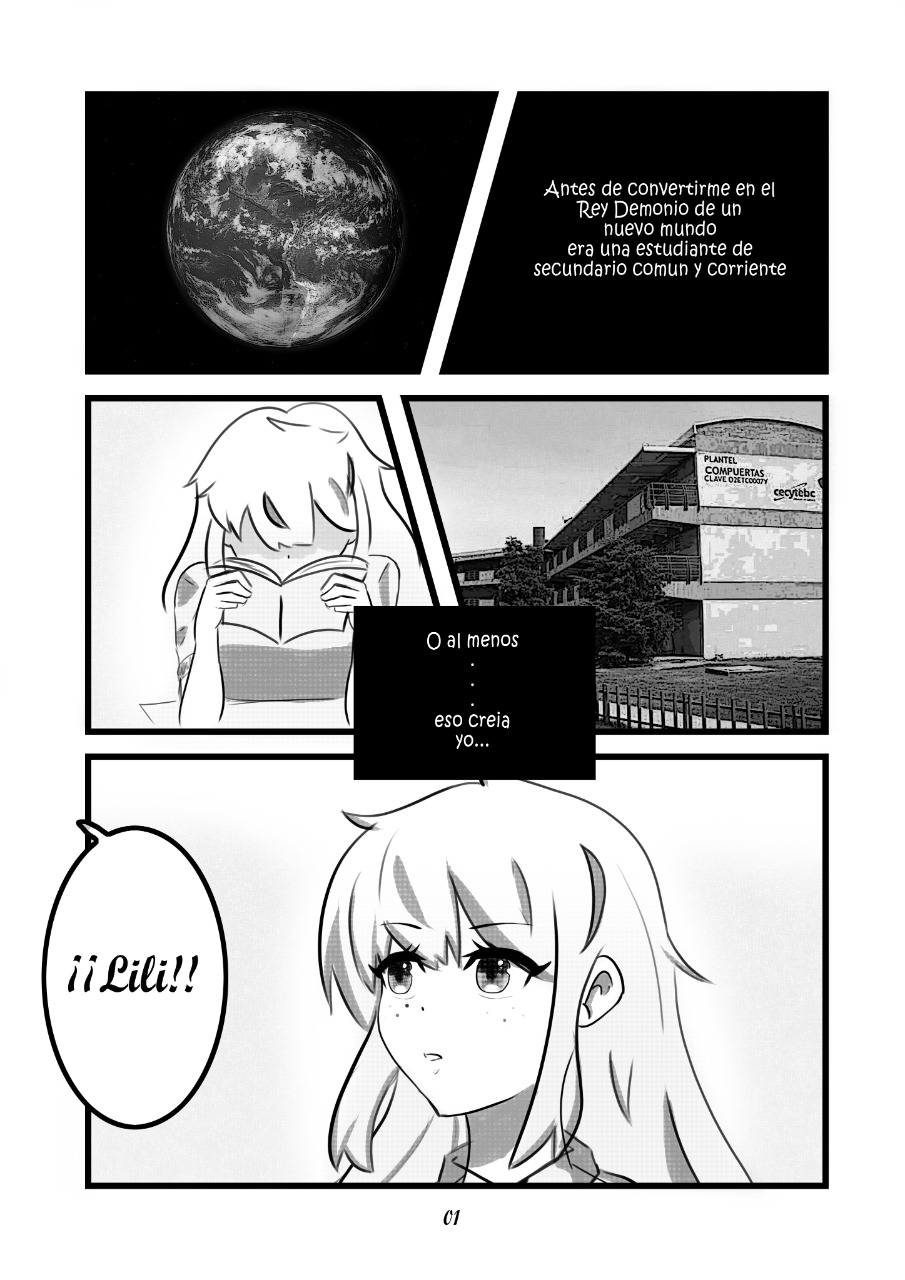 Antes de convertirme en el
Rey Demonio de un
nuevo mundo
era una estudiante de
secundario comun y corriente
PLANTEL
COMPUERTAS
CLAVE 02ETC0007Y
cecytebc
O al menos
.
.
.
eso creia
yo...
¡¡Lili!!
01